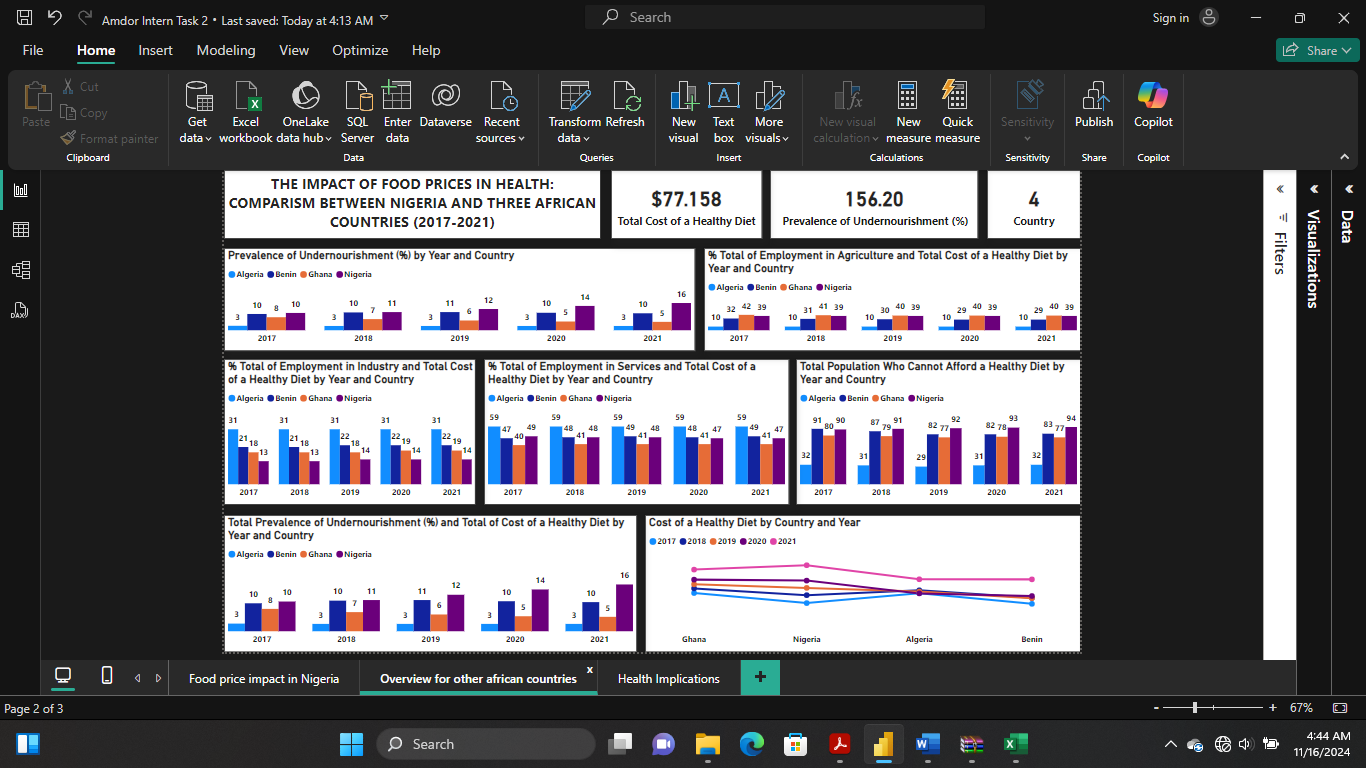 Amdor Intern Task 2 • Last saved: Today at 4:13 AM
Search
Sign in
File Home Insert Modeling View Optimize Help
Share
Paste
Cut
Copy
Format painter
Clipboard
Get data
Excel workbook
OneLake data hub
SQL Server
Enter data
Dataverse
Recent sources
Data
Transform data
Refresh
Queries
New visual
Text box
More visuals
Insert
New visual calculation
New measure
Quick measure
Calculations
Sensitivity
Sensitivity
Publish
Share
Copilot
Copilot
DAX
THE IMPACT OF FOOD PRICES IN HEALTH:
COMPARISM BETWEEN NIGERIA AND THREE AFRICAN
COUNTRIES (2017-2021)
$77.158
Total Cost of a Healthy Diet
156.20
Prevalence of Undernourishment (%)
4
Country
Filters
Visualizations
Data
Prevalence of Undernourishment (%) by Year and Country
Algeria Benin Ghana Nigeria
3 10 8 10
3 10 7 11
3 11 6 12
3 10 5 14
3 10 5 16
2017 2018 2019 2020 2021
% Total of Employment in Agriculture and Total Cost of a Healthy Diet by
Year and Country
Algeria Benin Ghana Nigeria
10 32 42 39
10 31 41 39
10 30 40 39
10 29 40 39
10 29 40 39
2017 2018 2019 2020 2021
% Total of Employment in Industry and Total Cost
of a Healthy Diet by Year and Country
Algeria Benin Ghana Nigeria
31 21 18 13
31 21 18 13
31 22 18 14
31 22 19 14
31 22 19 14
2017 2018 2019 2020 2021
% Total of Employment in Services and Total Cost of a
Healthy Diet by Year and Country
Algeria Benin Ghana Nigeria
59 47 40 49
59 48 41 48
59 49 41 48
59 48 41 47
59 49 41 47
2017 2018 2019 2020 2021
Total Population Who Cannot Afford a Healthy Diet by
Year and Country
Algeria Benin Ghana Nigeria
32 91 80 90
31 87 79 91
29 82 77 92
31 82 78 93
32 83 77 94
2017 2018 2019 2020 2021
Total Prevalence of Undernourishment (%) and Total of Cost of a Healthy Diet by
Year and Country
Algeria Benin Ghana Nigeria
3 10 8 10
3 10 7 11
3 11 6 12
3 10 5 14
3 10 5 16
2017 2018 2019 2020 2021
Cost of a Healthy Diet by Country and Year
2017 2018 2019 2020 2021
Ghana Nigeria Algeria Benin
Food price impact in Nigeria
Overview for other african countries
x
Health Implications
+
Page 2 of 3
- + 67%
Search
4:44 AM
11/16/2024